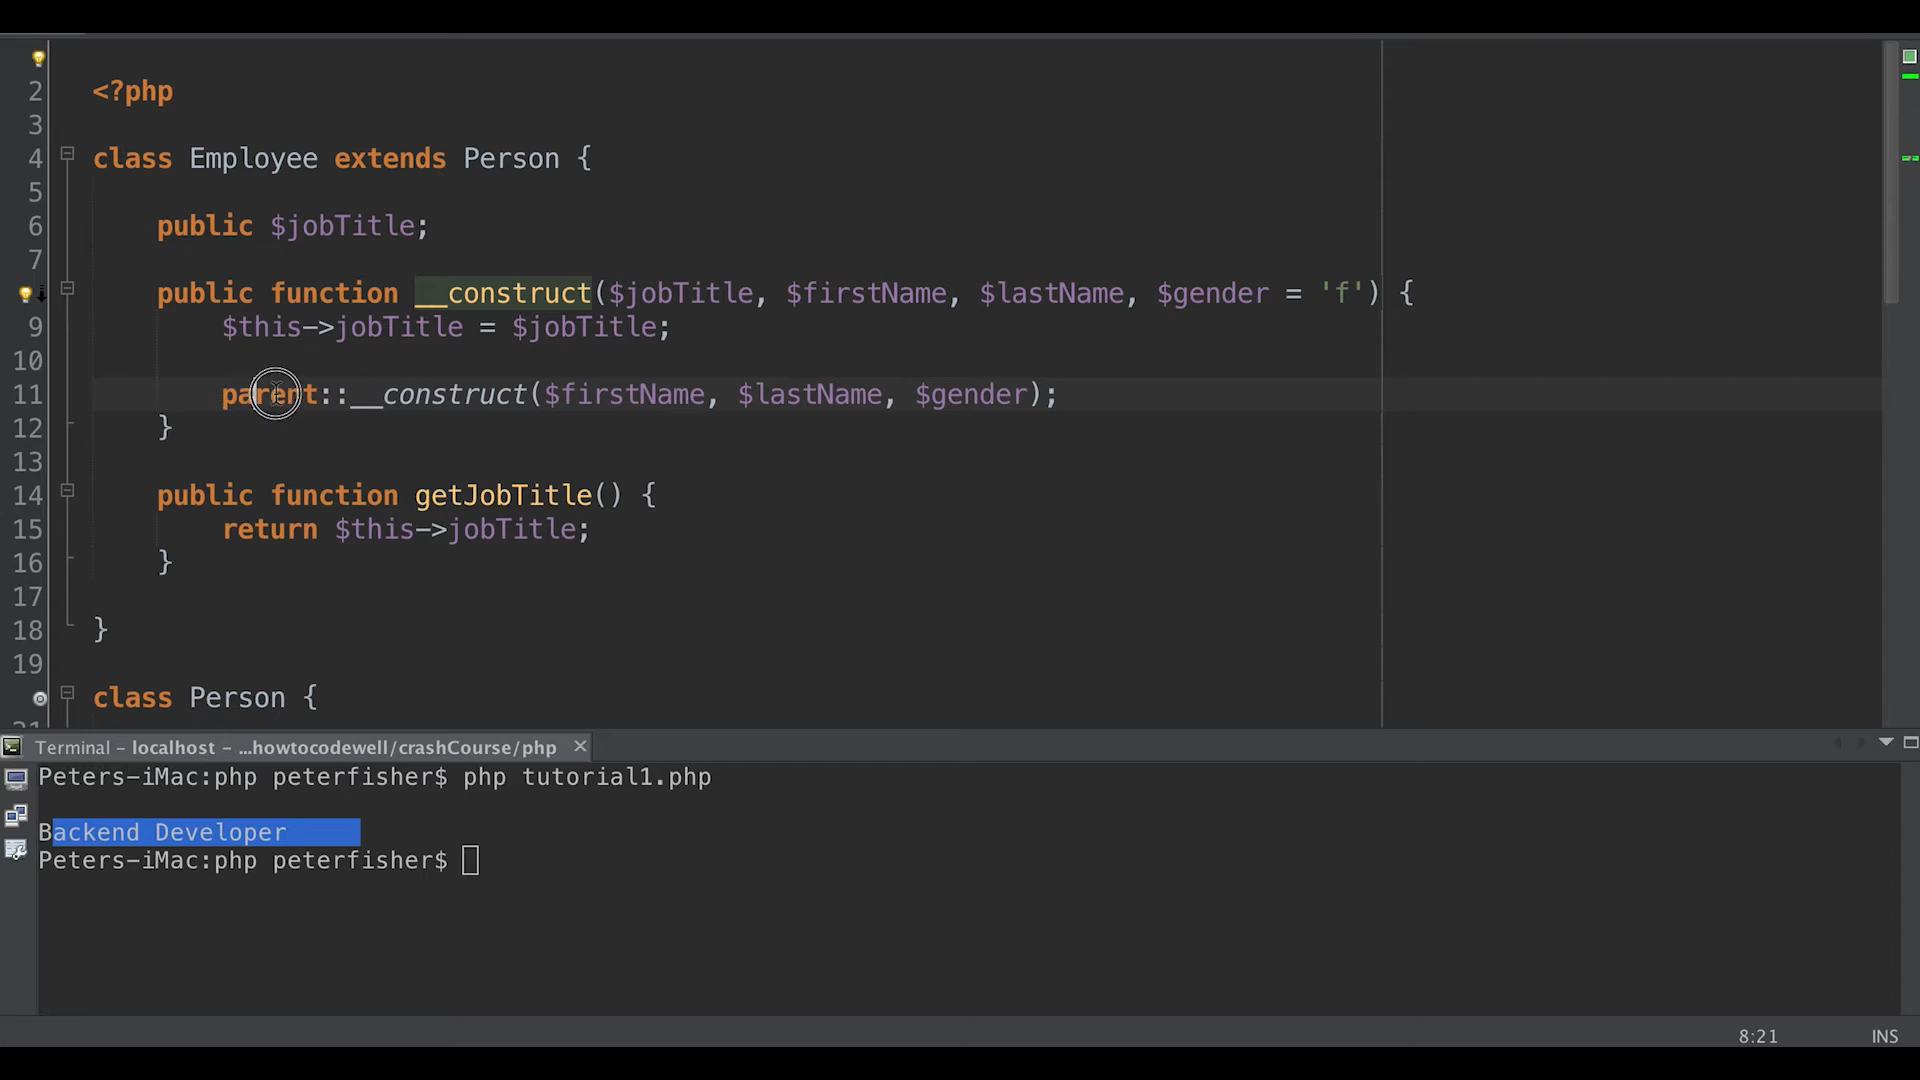 2 <?php
3
4 class Employee extends Person {
5
6 public $jobTitle;
7
public function __construct($jobTitle, $firstName, $lastName, $gender = 'f') {
9 $this->jobTitle = $jobTitle;
10
11 parent::__construct($firstName, $lastName, $gender);
12 }
13
14 public function getJobTitle() {
15 return $this->jobTitle;
16 }
17
18 }
19
class Person {
Terminal – localhost – …howtocodewell/crashCourse/php
Peters-iMac:php peterfisher$ php tutorial1.php
Backend Developer
Peters-iMac:php peterfisher$
8:21 INS